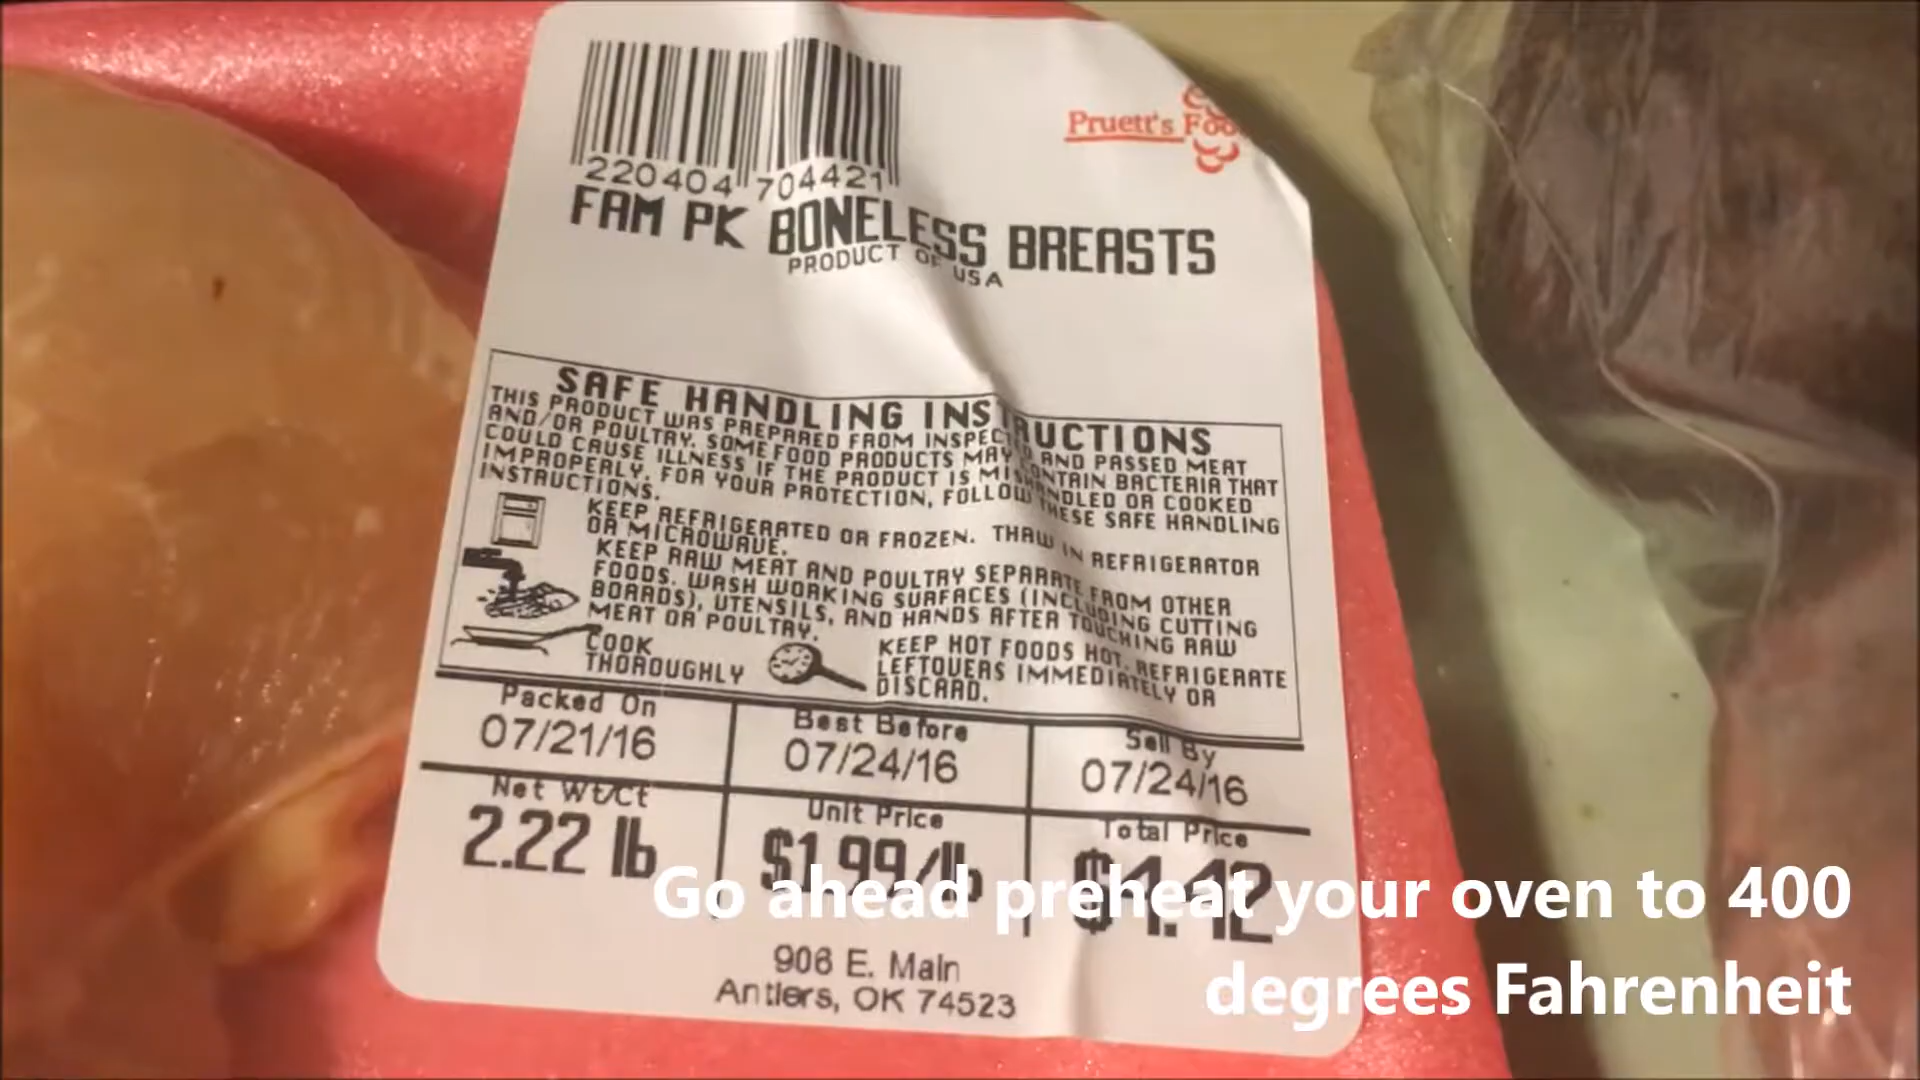 220404 704421
Pruett's Foo
FAM PK BONELESS BREASTS
PRODUCT OF USA
SAFE HANDLING INSTRUCTIONS
THIS PRODUCT WAS PREPARED FROM INSPECTED AND PASSED MEAT
AND/OR POULTRY. SOME FOOD PRODUCTS MAY CONTAIN BACTERIA THAT
COULD CAUSE ILLNESS IF THE PRODUCT IS MISHANDLED OR COOKED
IMPROPERLY. FOR YOUR PROTECTION, FOLLOW THESE SAFE HANDLING
INSTRUCTIONS.
KEEP REFRIGERATED OR FROZEN. THAW IN REFRIGERATOR
OR MICROWAVE.
KEEP RAW MEAT AND POULTRY SEPARATE FROM OTHER
FOODS. WASH WORKING SURFACES (INCLUDING CUTTING
BOARDS), UTENSILS, AND HANDS AFTER TOUCHING RAW
MEAT OR POULTRY.
COOK
THOROUGHLY
KEEP HOT FOODS HOT. REFRIGERATE
LEFTOVERS IMMEDIATELY OR
DISCARD.
Packed On
07/21/16
Best Before
07/24/16
Sell By
07/24/16
Net Wt/Ct
2.22 lb
Unit Price
$1.99/lb
Total Price
$4.42
906 E. Main
Antlers, OK 74523
Go ahead preheat your oven to 400
degrees Fahrenheit